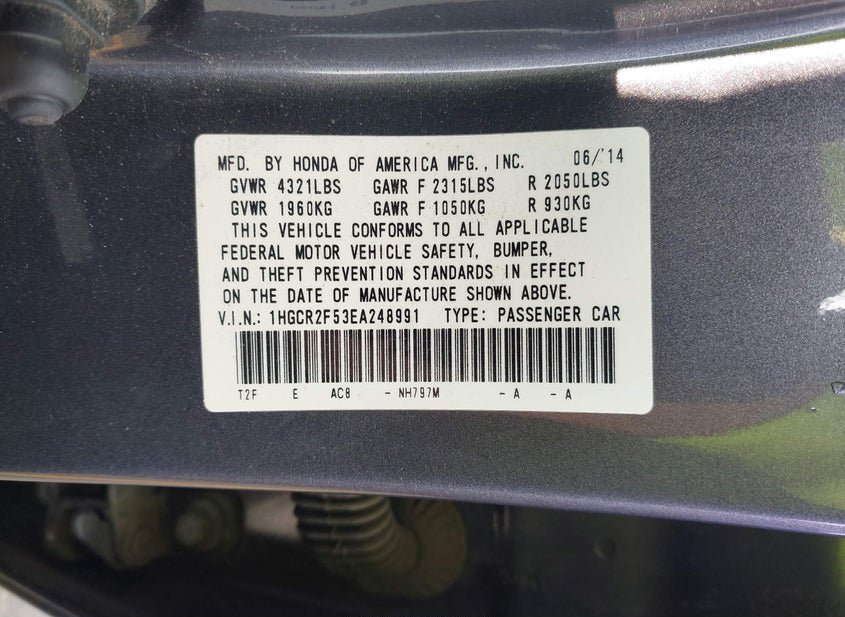 MFD. BY HONDA OF AMERICA MFG., INC. 06/'14
GVWR 4321LBS GAWR F 2315LBS R 2050LBS
GVWR 1960KG GAWR F 1050KG R 930KG
THIS VEHICLE CONFORMS TO ALL APPLICABLE
FEDERAL MOTOR VEHICLE SAFETY, BUMPER,
AND THEFT PREVENTION STANDARDS IN EFFECT
ON THE DATE OF MANUFACTURE SHOWN ABOVE.
V.I.N.: 1HGCR2F53EA248991 TYPE: PASSENGER CAR
T2F E AC8 - NH797M - A - A